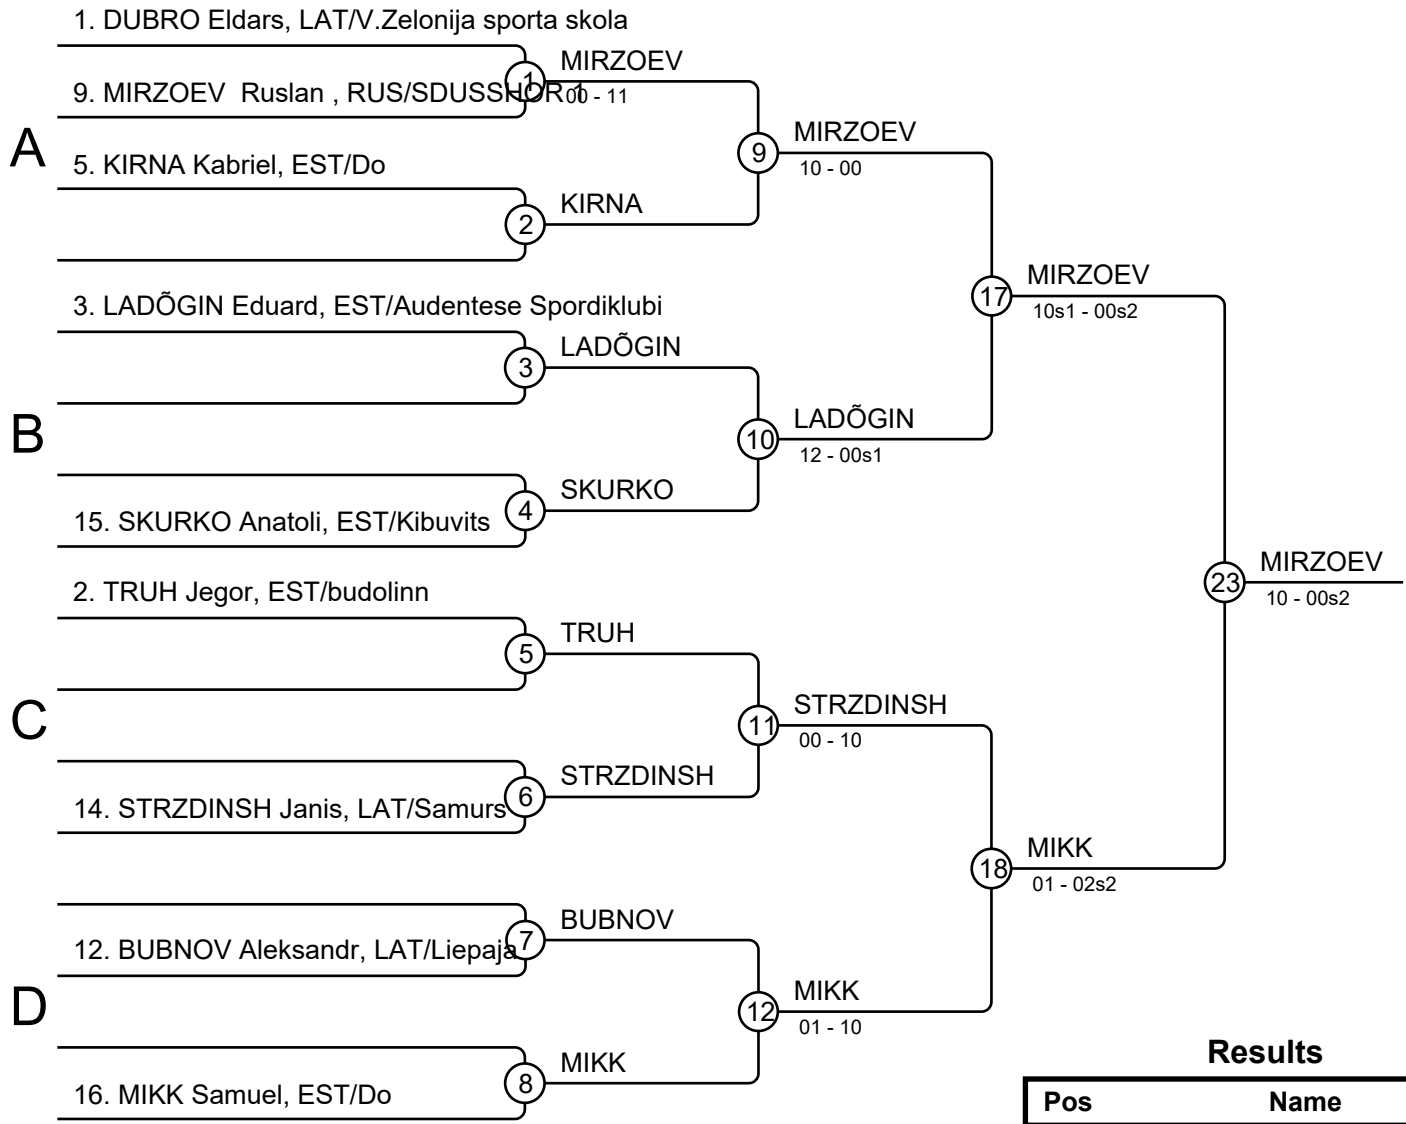 1. DUBRO Eldars, LAT/V.Zelonija sporta skola
MIRZOEV
1
9. MIRZOEV Ruslan , RUS/SDUSSHOR 1
00 - 11
A
MIRZOEV
9
10 - 00
5. KIRNA Kabriel, EST/Do
KIRNA
2
MIRZOEV
17
10s1 - 00s2
3. LADÕGIN Eduard, EST/Audentese Spordiklubi
LADÕGIN
3
B
LADÕGIN
10
12 - 00s1
SKURKO
4
15. SKURKO Anatoli, EST/Kibuvits
MIRZOEV
23
10 - 00s2
2. TRUH Jegor, EST/budolinn
TRUH
5
C
STRZDINSH
11
00 - 10
STRZDINSH
6
14. STRZDINSH Janis, LAT/Samurs
MIKK
18
01 - 02s2
BUBNOV
7
12. BUBNOV Aleksandr, LAT/Liepaja
D
MIKK
12
01 - 10
MIKK
8
16. MIKK Samuel, EST/Do
Results
Pos Name